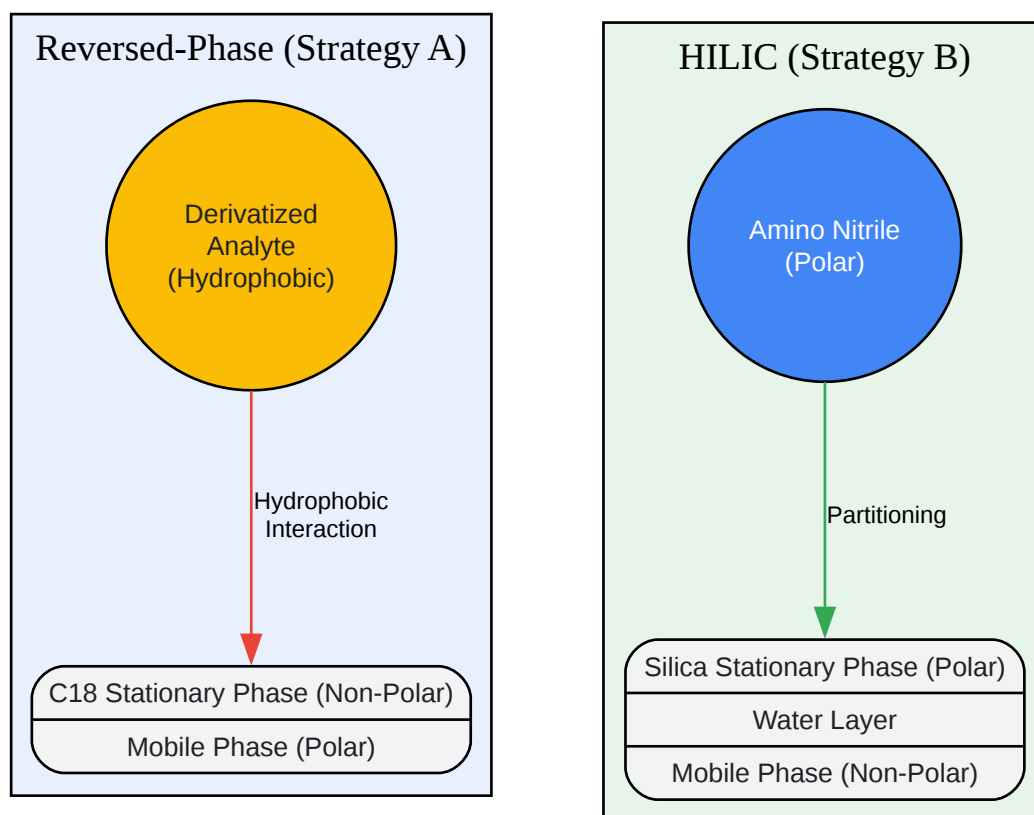 Reversed-Phase (Strategy A)
Derivatized
Analyte
(Hydrophobic)
Hydrophobic
Interaction
C18 Stationary Phase (Non-Polar)
Mobile Phase (Polar)
HILIC (Strategy B)
Amino Nitrile
(Polar)
Partitioning
Silica Stationary Phase (Polar)
Water Layer
Mobile Phase (Non-Polar)